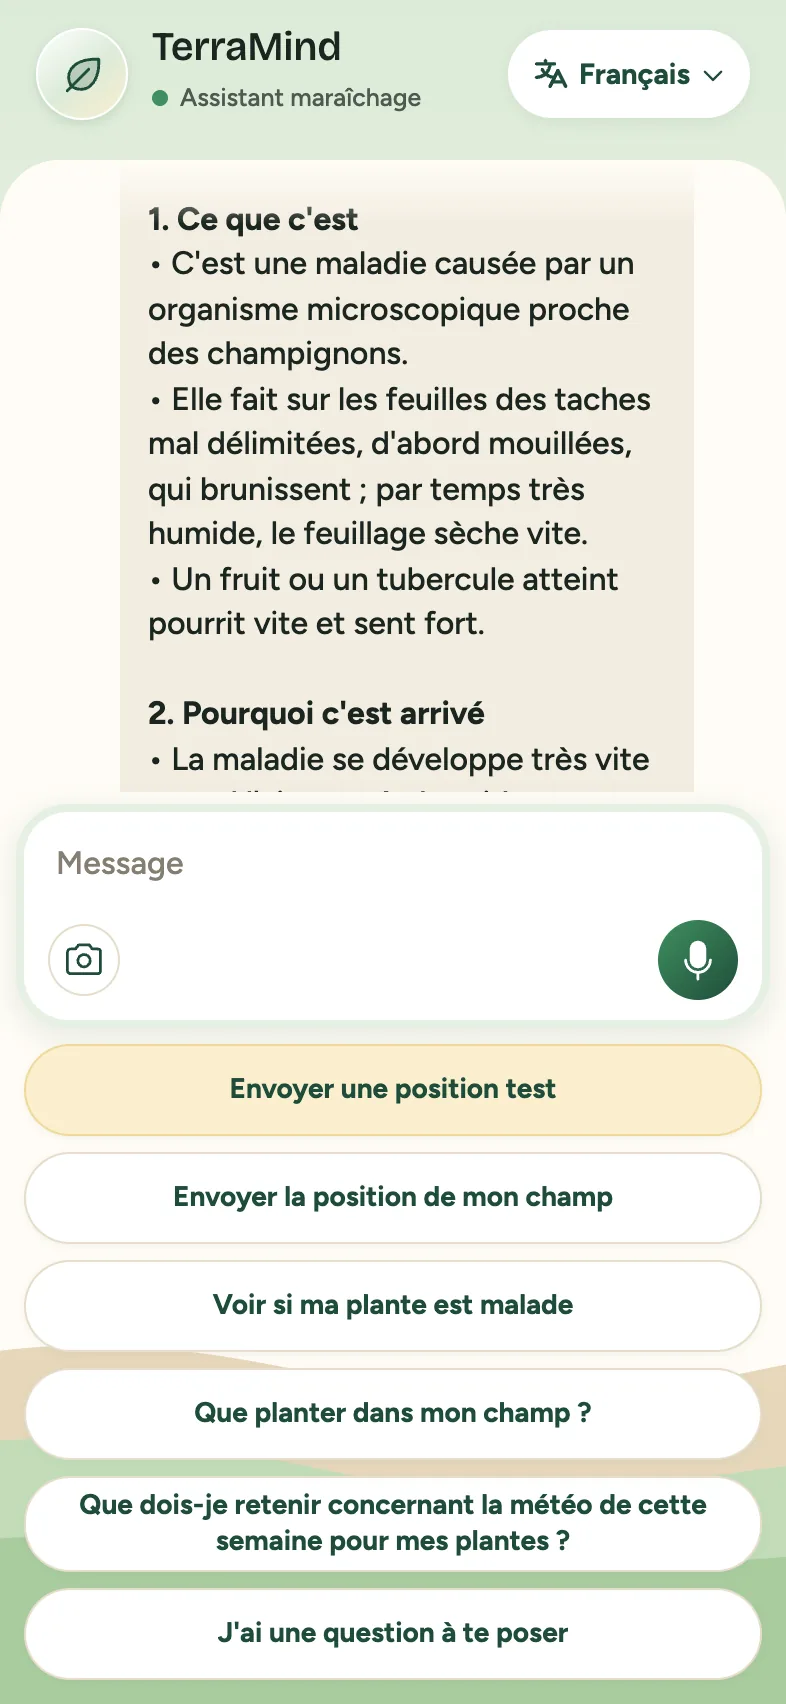 TerraMind
Assistant maraîchage
Français
1. Ce que c'est
• C'est une maladie causée par un
organisme microscopique proche
des champignons.
• Elle fait sur les feuilles des taches
mal délimitées, d'abord mouillées,
qui brunissent ; par temps très
humide, le feuillage sèche vite.
• Un fruit ou un tubercule atteint
pourrit vite et sent fort.
2. Pourquoi c'est arrivé
• La maladie se développe très vite
Message
Envoyer une position test
Envoyer la position de mon champ
Voir si ma plante est malade
Que planter dans mon champ ?
Que dois-je retenir concernant la météo de cette
semaine pour mes plantes ?
J'ai une question à te poser